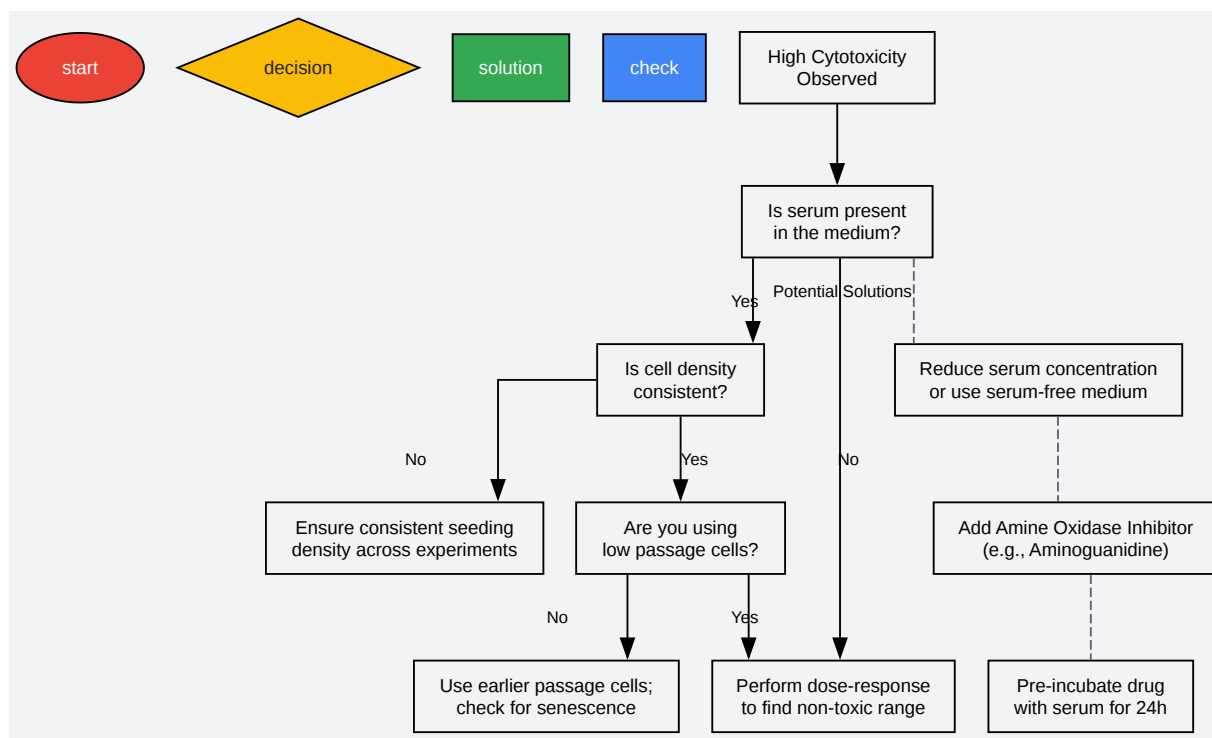 start
decision
solution
check
High Cytotoxicity
Observed
Is serum present
in the medium?
Yes
Potential Solutions
Is cell density
consistent?
Reduce serum concentration
or use serum-free medium
No
Yes
No
Ensure consistent seeding
density across experiments
Are you using
low passage cells?
Add Amine Oxidase Inhibitor
(e.g., Aminoguanidine)
No
Yes
Use earlier passage cells;
check for senescence
Perform dose-response
to find non-toxic range
Pre-incubate drug
with serum for 24h